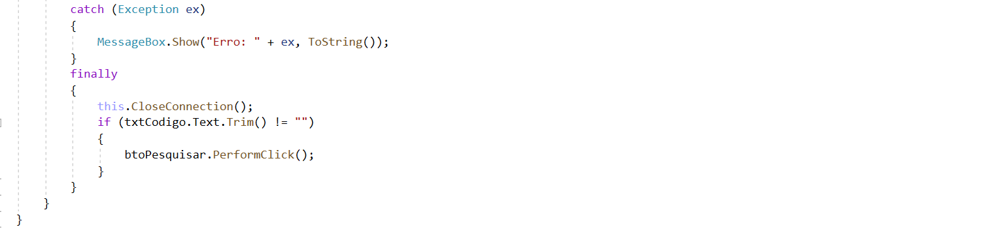 catch (Exception ex)
{
MessageBox.Show("Erro: " + ex, ToString());
}
finally
{
this.CloseConnection();
if (txtCodigo.Text.Trim() != "")
{
btoPesquisar.PerformClick();
}
}
}
}